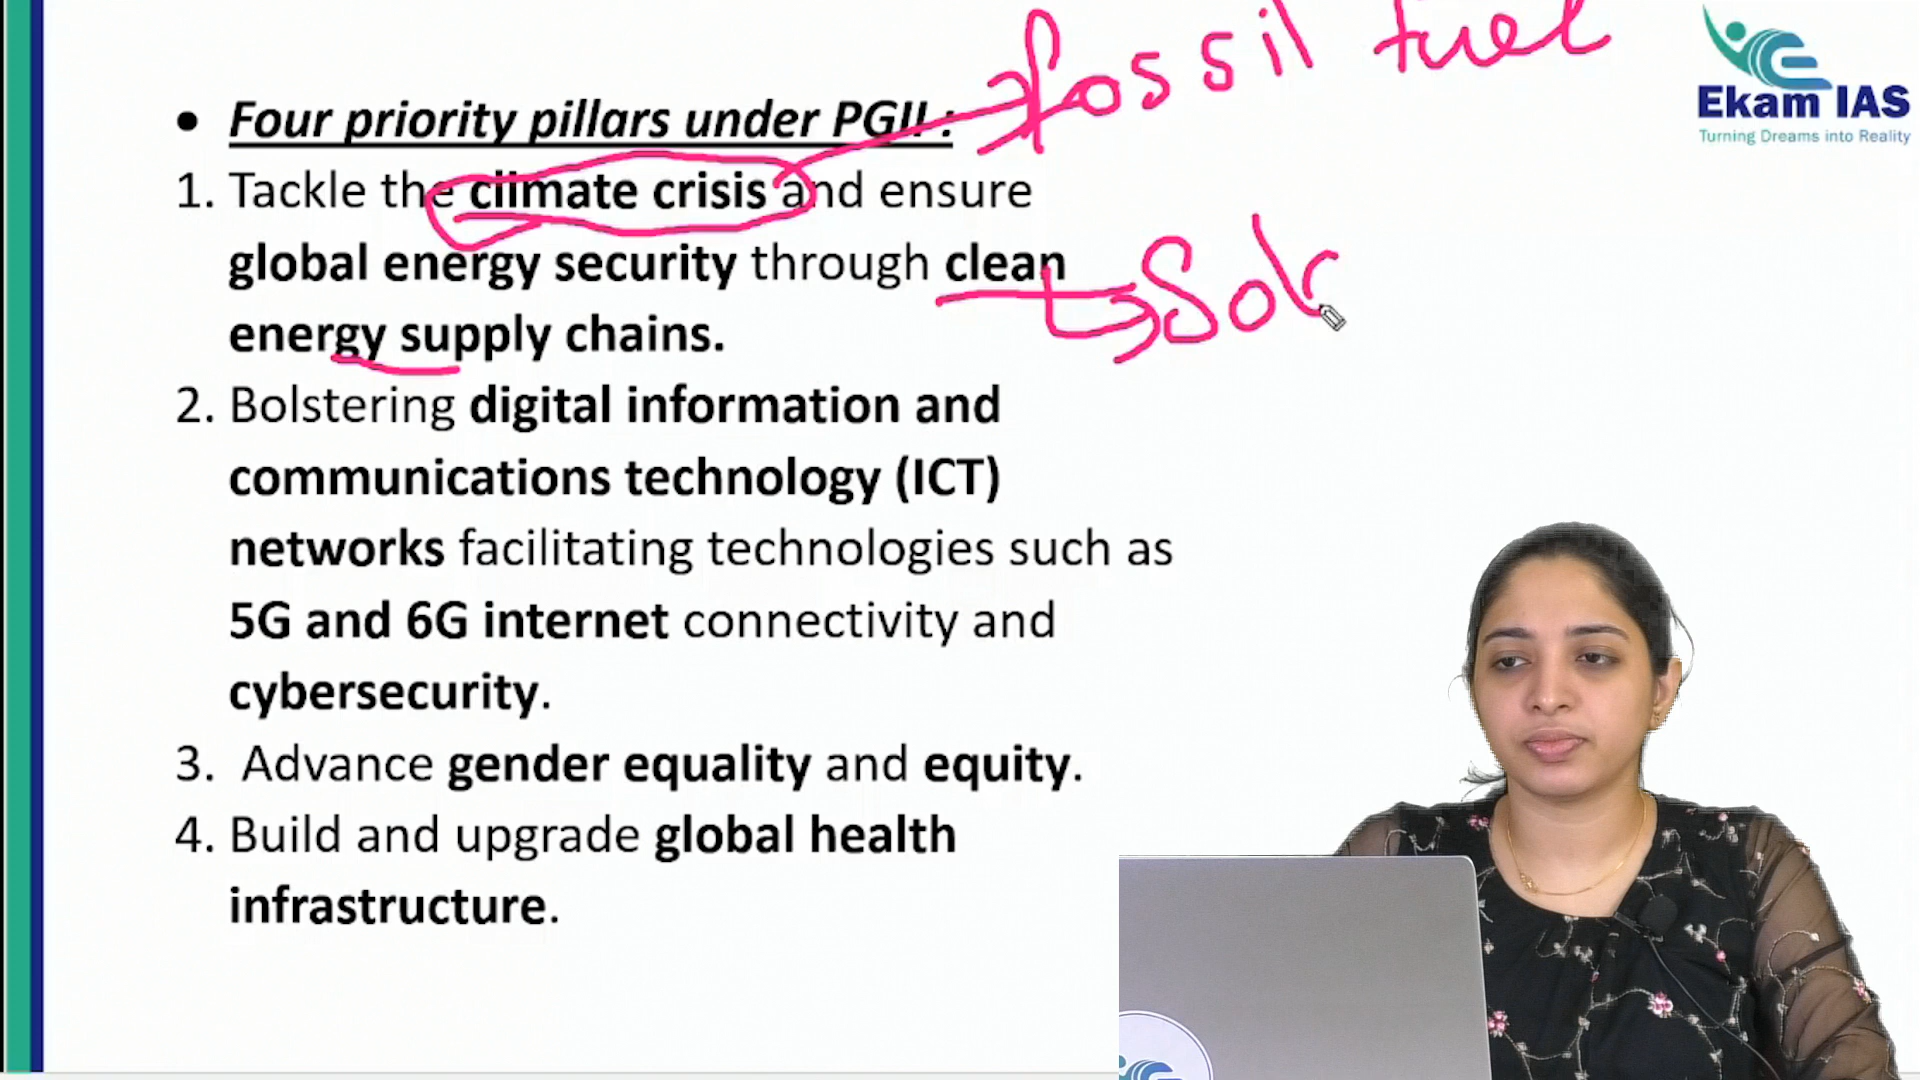 fossil fuel
Ekam IAS
Turning Dreams into Reality
• Four priority pillars under PGII :
1. Tackle the climate crisis and ensure
global energy security through clean
energy supply chains.
Sola
2. Bolstering digital information and
communications technology (ICT)
networks facilitating technologies such as
5G and 6G internet connectivity and
cybersecurity.
3. Advance gender equality and equity.
4. Build and upgrade global health
infrastructure.